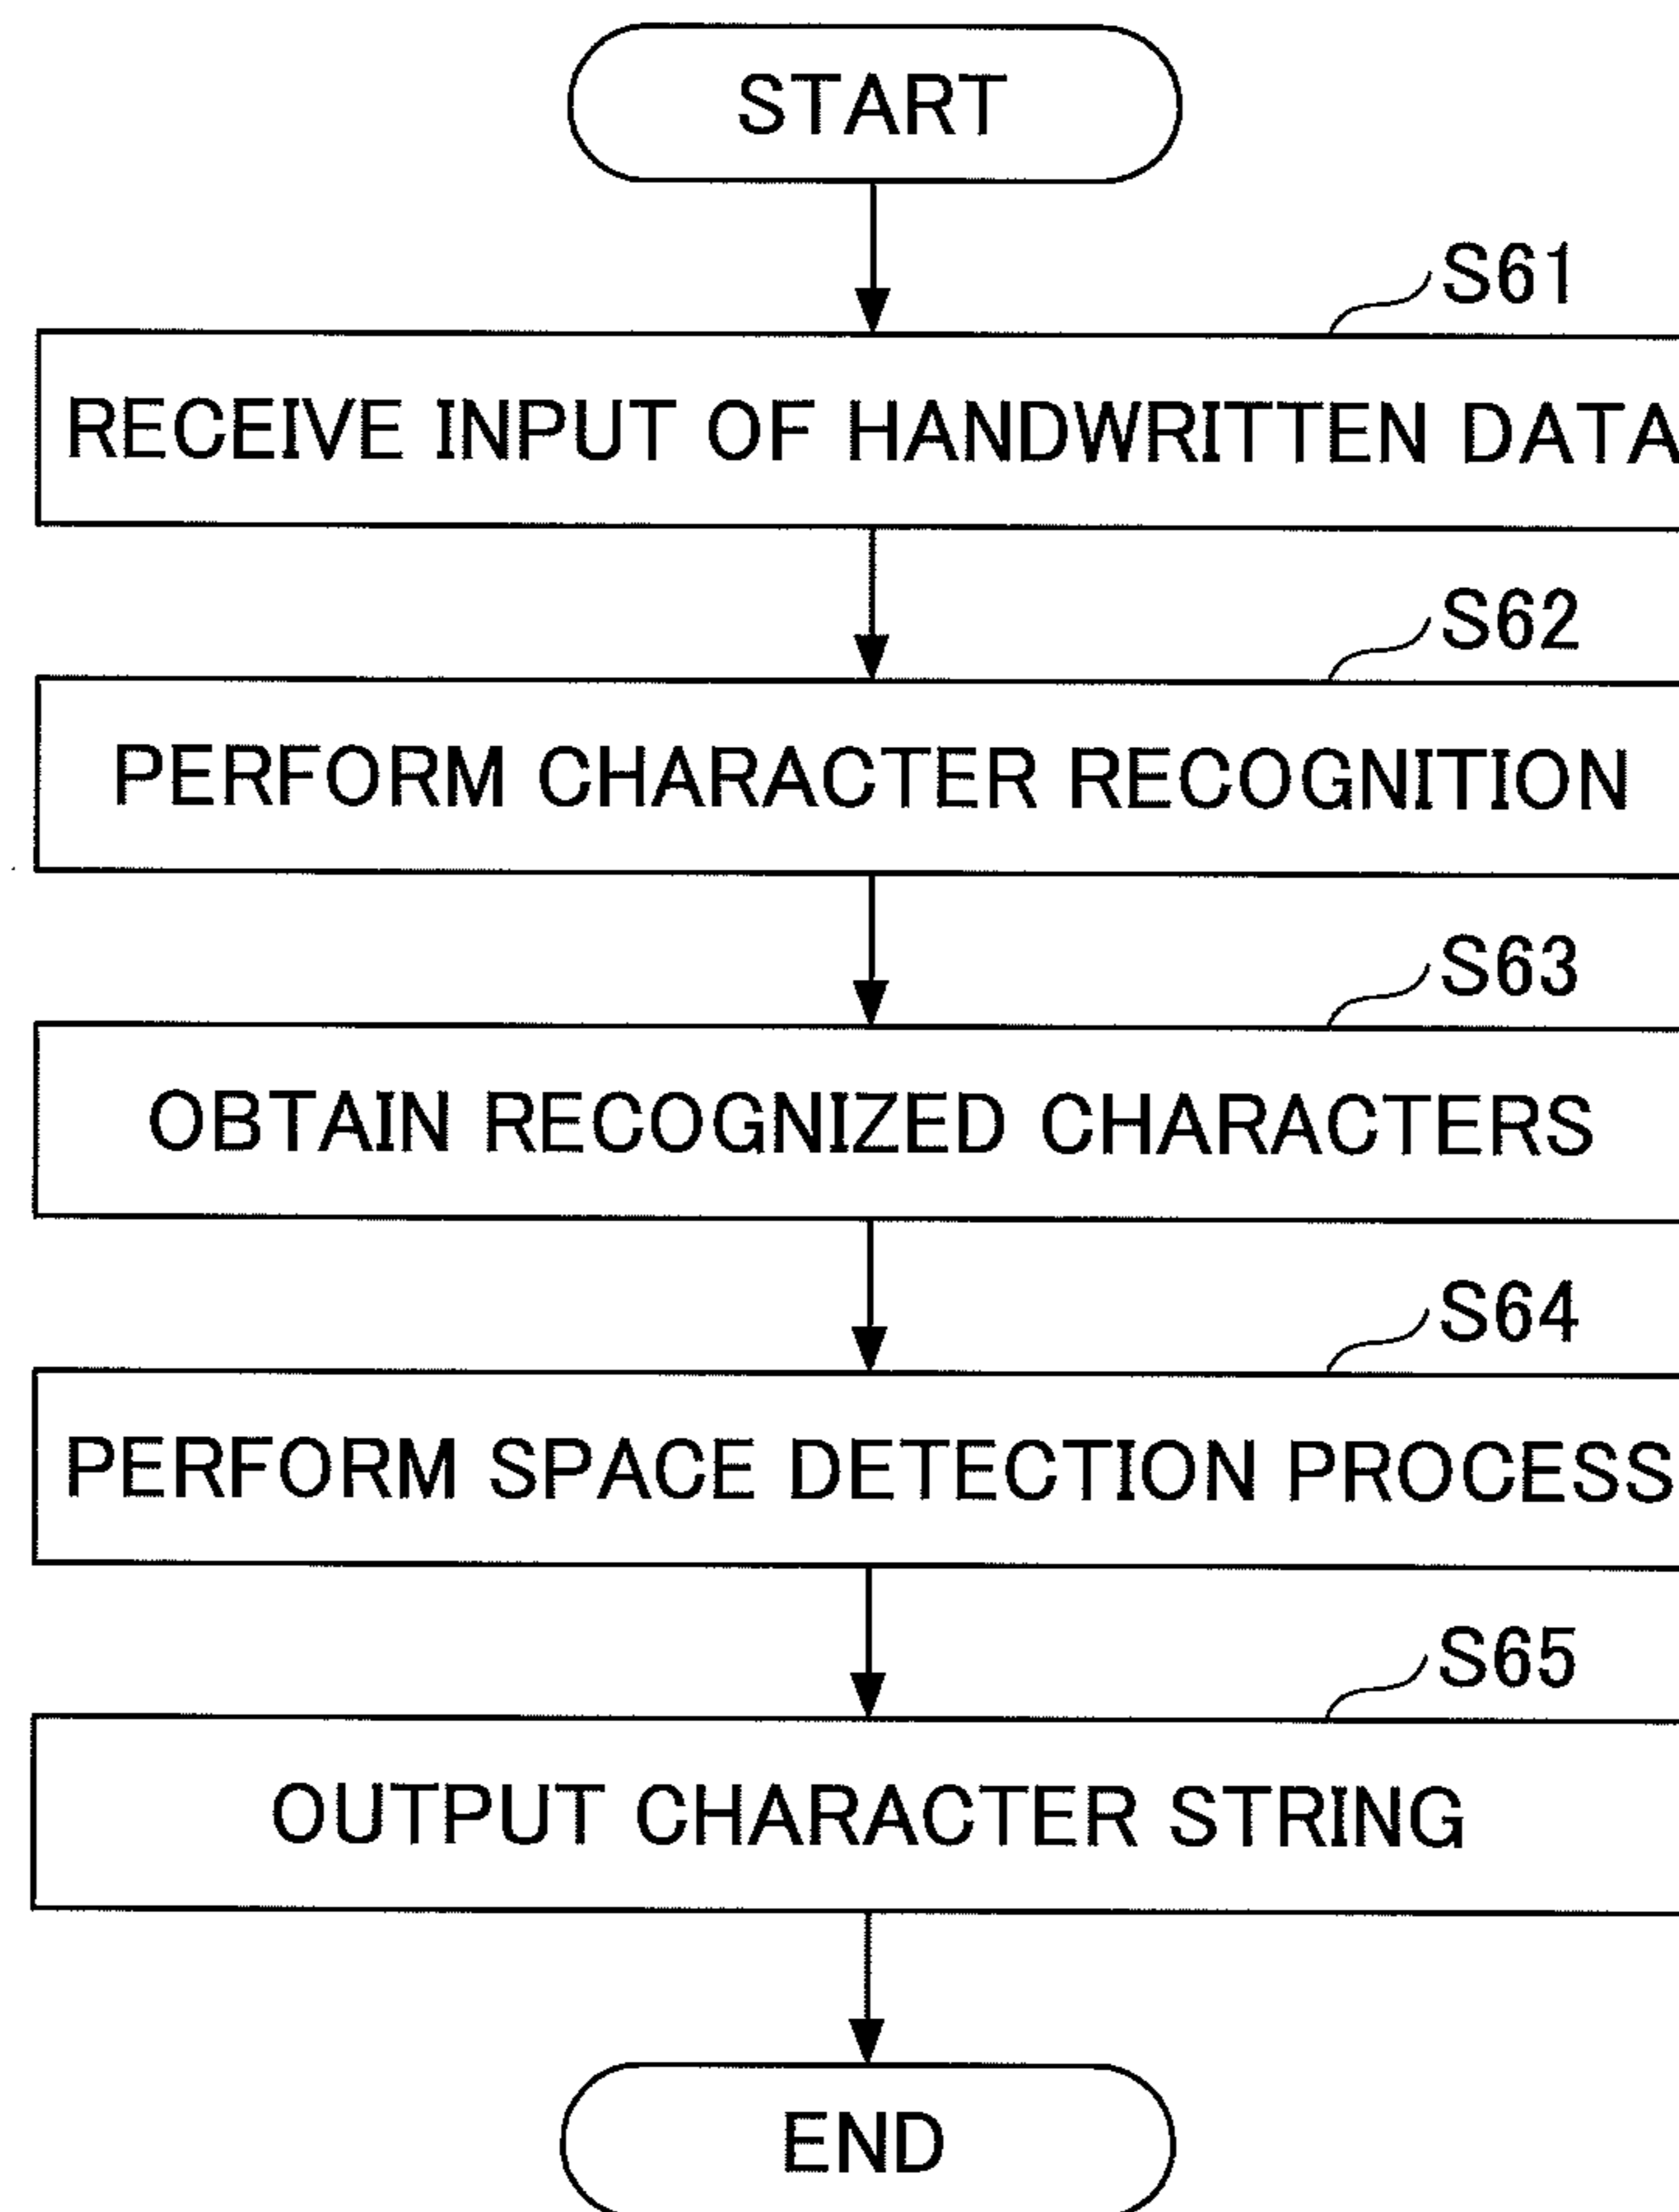 START
S61
RECEIVE INPUT OF HANDWRITTEN DATA
S62
PERFORM CHARACTER RECOGNITION
S63
OBTAIN RECOGNIZED CHARACTERS
S64
PERFORM SPACE DETECTION PROCESS
S65
OUTPUT CHARACTER STRING
END